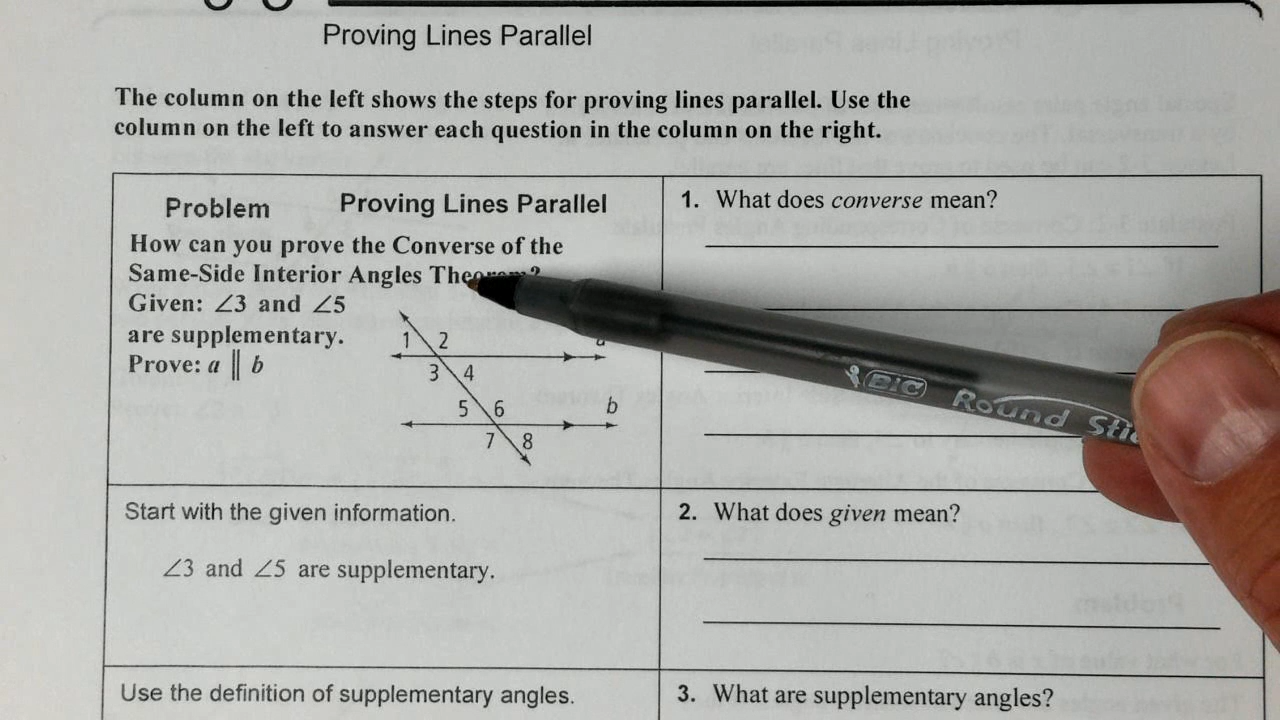 Proving Lines Parallel
The column on the left shows the steps for proving lines parallel. Use the
column on the left to answer each question in the column on the right.
Problem
Proving Lines Parallel
How can you prove the Converse of the
Same-Side Interior Angles Theorem?
Given: ∠3 and ∠5
are supplementary.
Prove: a ∥ b
1 2
3 4
5 6 b
7 8
1. What does converse mean?
Start with the given information.
∠3 and ∠5 are supplementary.
2. What does given mean?
Use the definition of supplementary angles.
3. What are supplementary angles?
BIC Round Stic